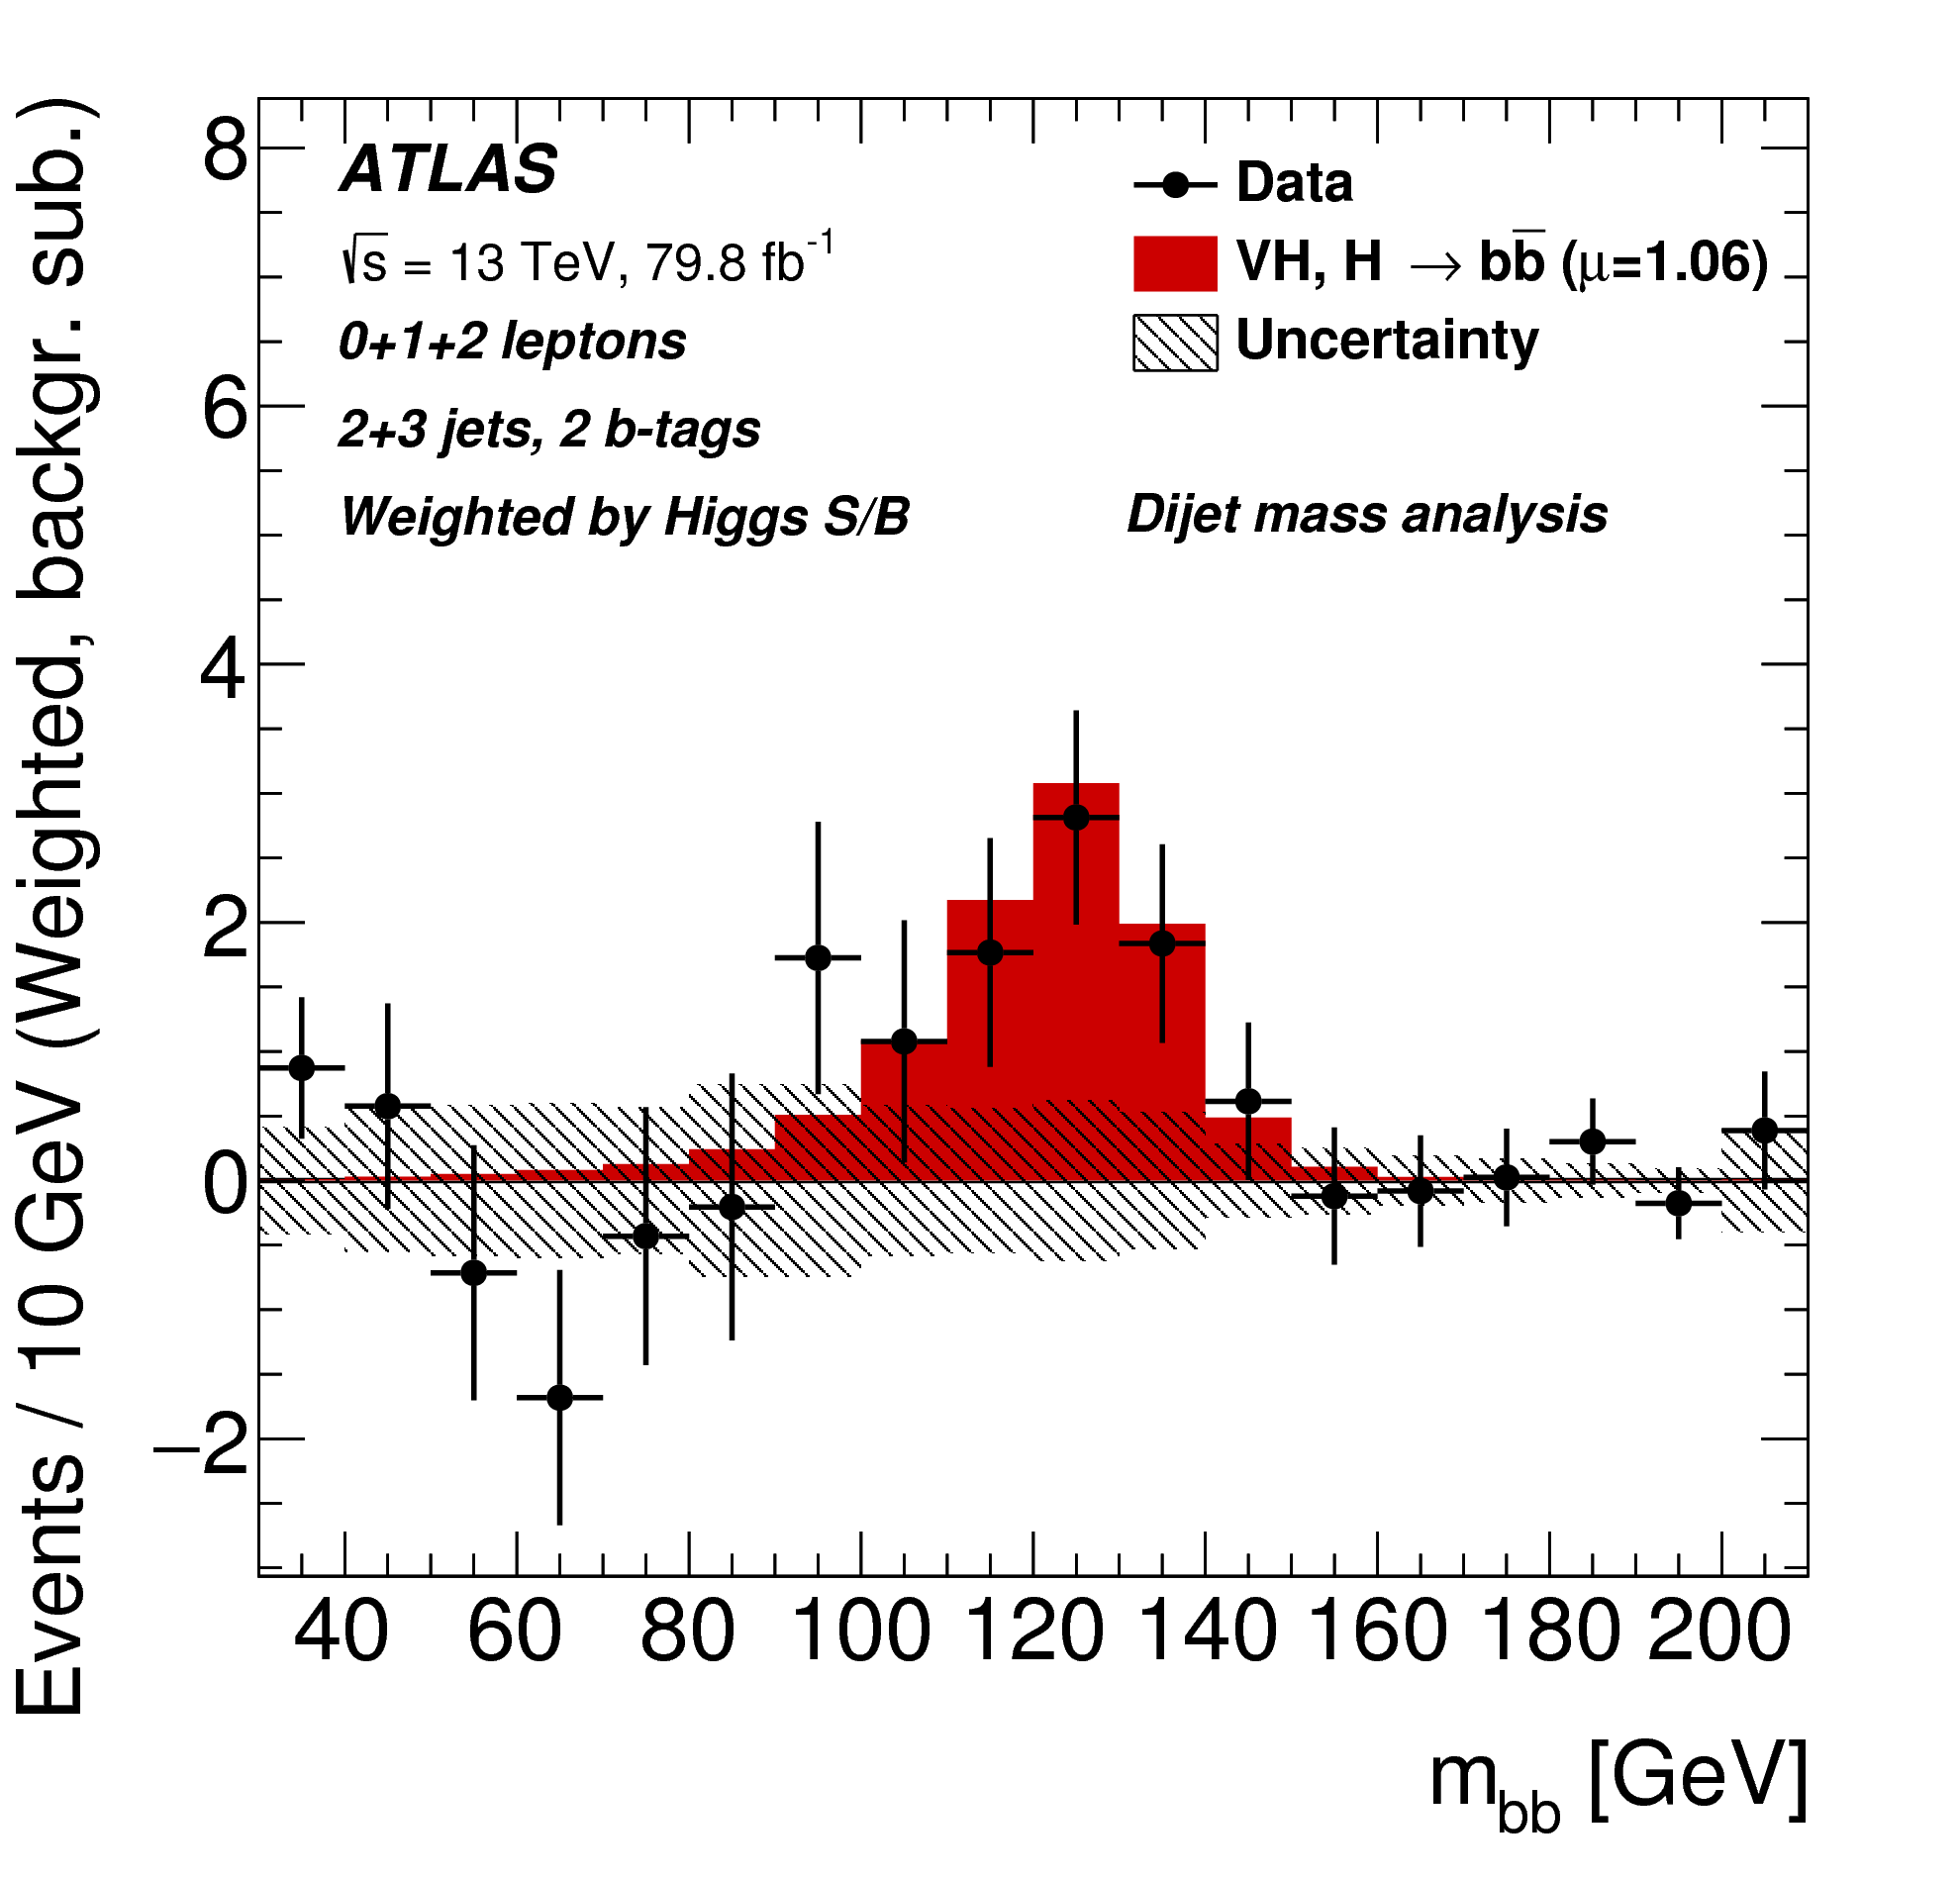 Events / 10 GeV (Weighted, backgr. sub.)
8
6
4
2
0
−2
ATLAS
√s = 13 TeV, 79.8 fb⁻¹
0+1+2 leptons
2+3 jets, 2 b-tags
Weighted by Higgs S/B
Data
VH, H → bb̅ (μ=1.06)
Uncertainty
Dijet mass analysis
40 60 80 100 120 140 160 180 200
m_bb [GeV]